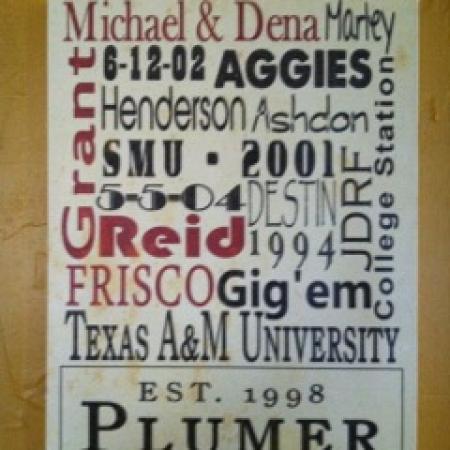 Michael & Dena Marley
Grant
6-12-02 AGGIES
Henderson Ashdon
SMU · 2001
5-5-04 DESTIN
Reid 1994
JDRF
College Station
FRISCO Gig'em
TEXAS A&M UNIVERSITY
EST. 1998
PLUMER